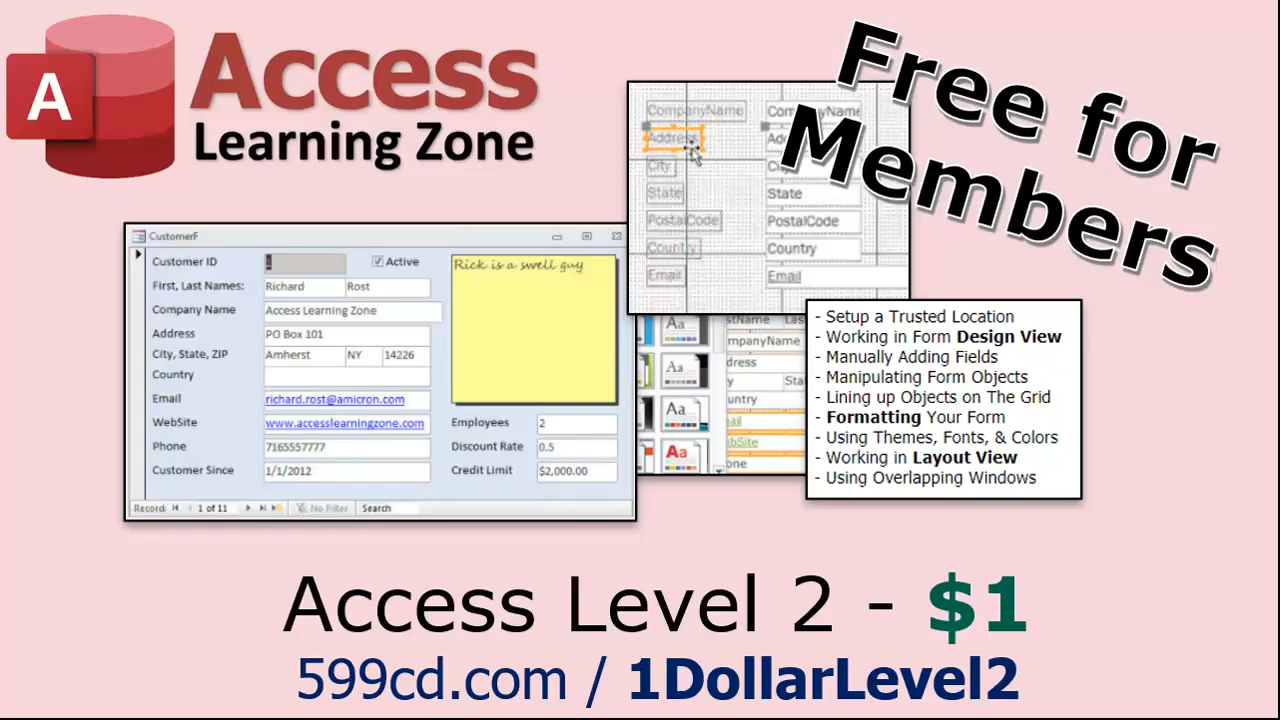 A
Access
Learning Zone
Free for
Members
CompanyName CompanyName
Address
City
State State
PostalCode PostalCode
Country Country
Email Email
CustomerF
Customer ID Active
First, Last Names: Richard Rost
Company Name Access Learning Zone
Address PO Box 101
City, State, ZIP Amherst NY 14226
Country
Email richard.rost@amicron.com
WebSite www.accesslearningzone.com
Phone 7165557777
Customer Since 1/1/2012
Rick is a swell guy
Employees 2
Discount Rate 0.5
Credit Limit $2,000.00
Record: 1 of 11 No Filter Search
Aa
Aa
Aa
Aa
- Setup a Trusted Location
- Working in Form Design View
- Manually Adding Fields
- Manipulating Form Objects
- Lining up Objects on The Grid
- Formatting Your Form
- Using Themes, Fonts, & Colors
- Working in Layout View
- Using Overlapping Windows
Access Level 2 - $1
599cd.com / 1DollarLevel2